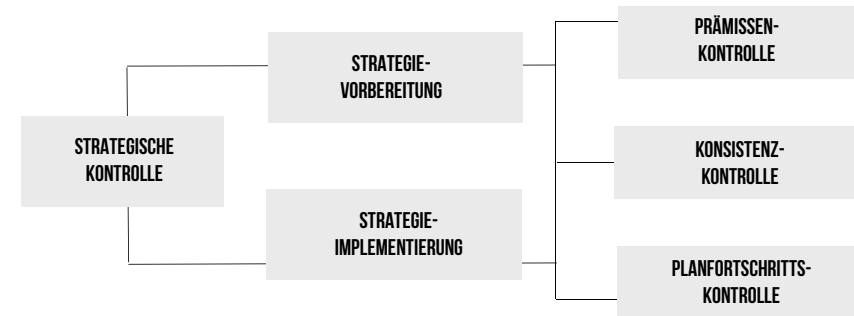 STRATEGISCHE
KONTROLLE
STRATEGIE-
VORBEREITUNG
STRATEGIE-
IMPLEMENTIERUNG
PRÄMISSEN-
KONTROLLE
KONSISTENZ-
KONTROLLE
PLANFORTSCHRITTS-
KONTROLLE